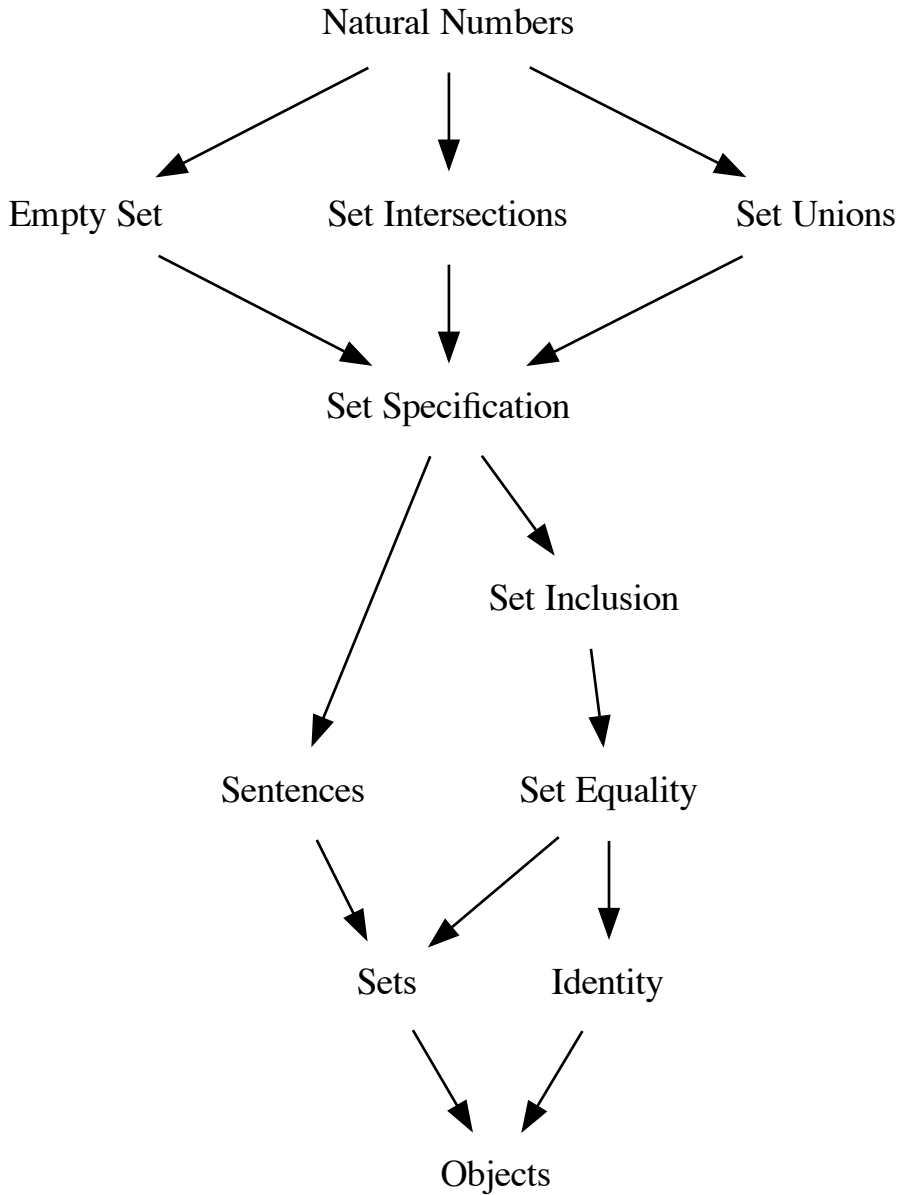 Natural Numbers
Empty Set
Set Intersections
Set Unions
Set Specification
Set Inclusion
Sentences
Set Equality
Sets
Identity
Objects